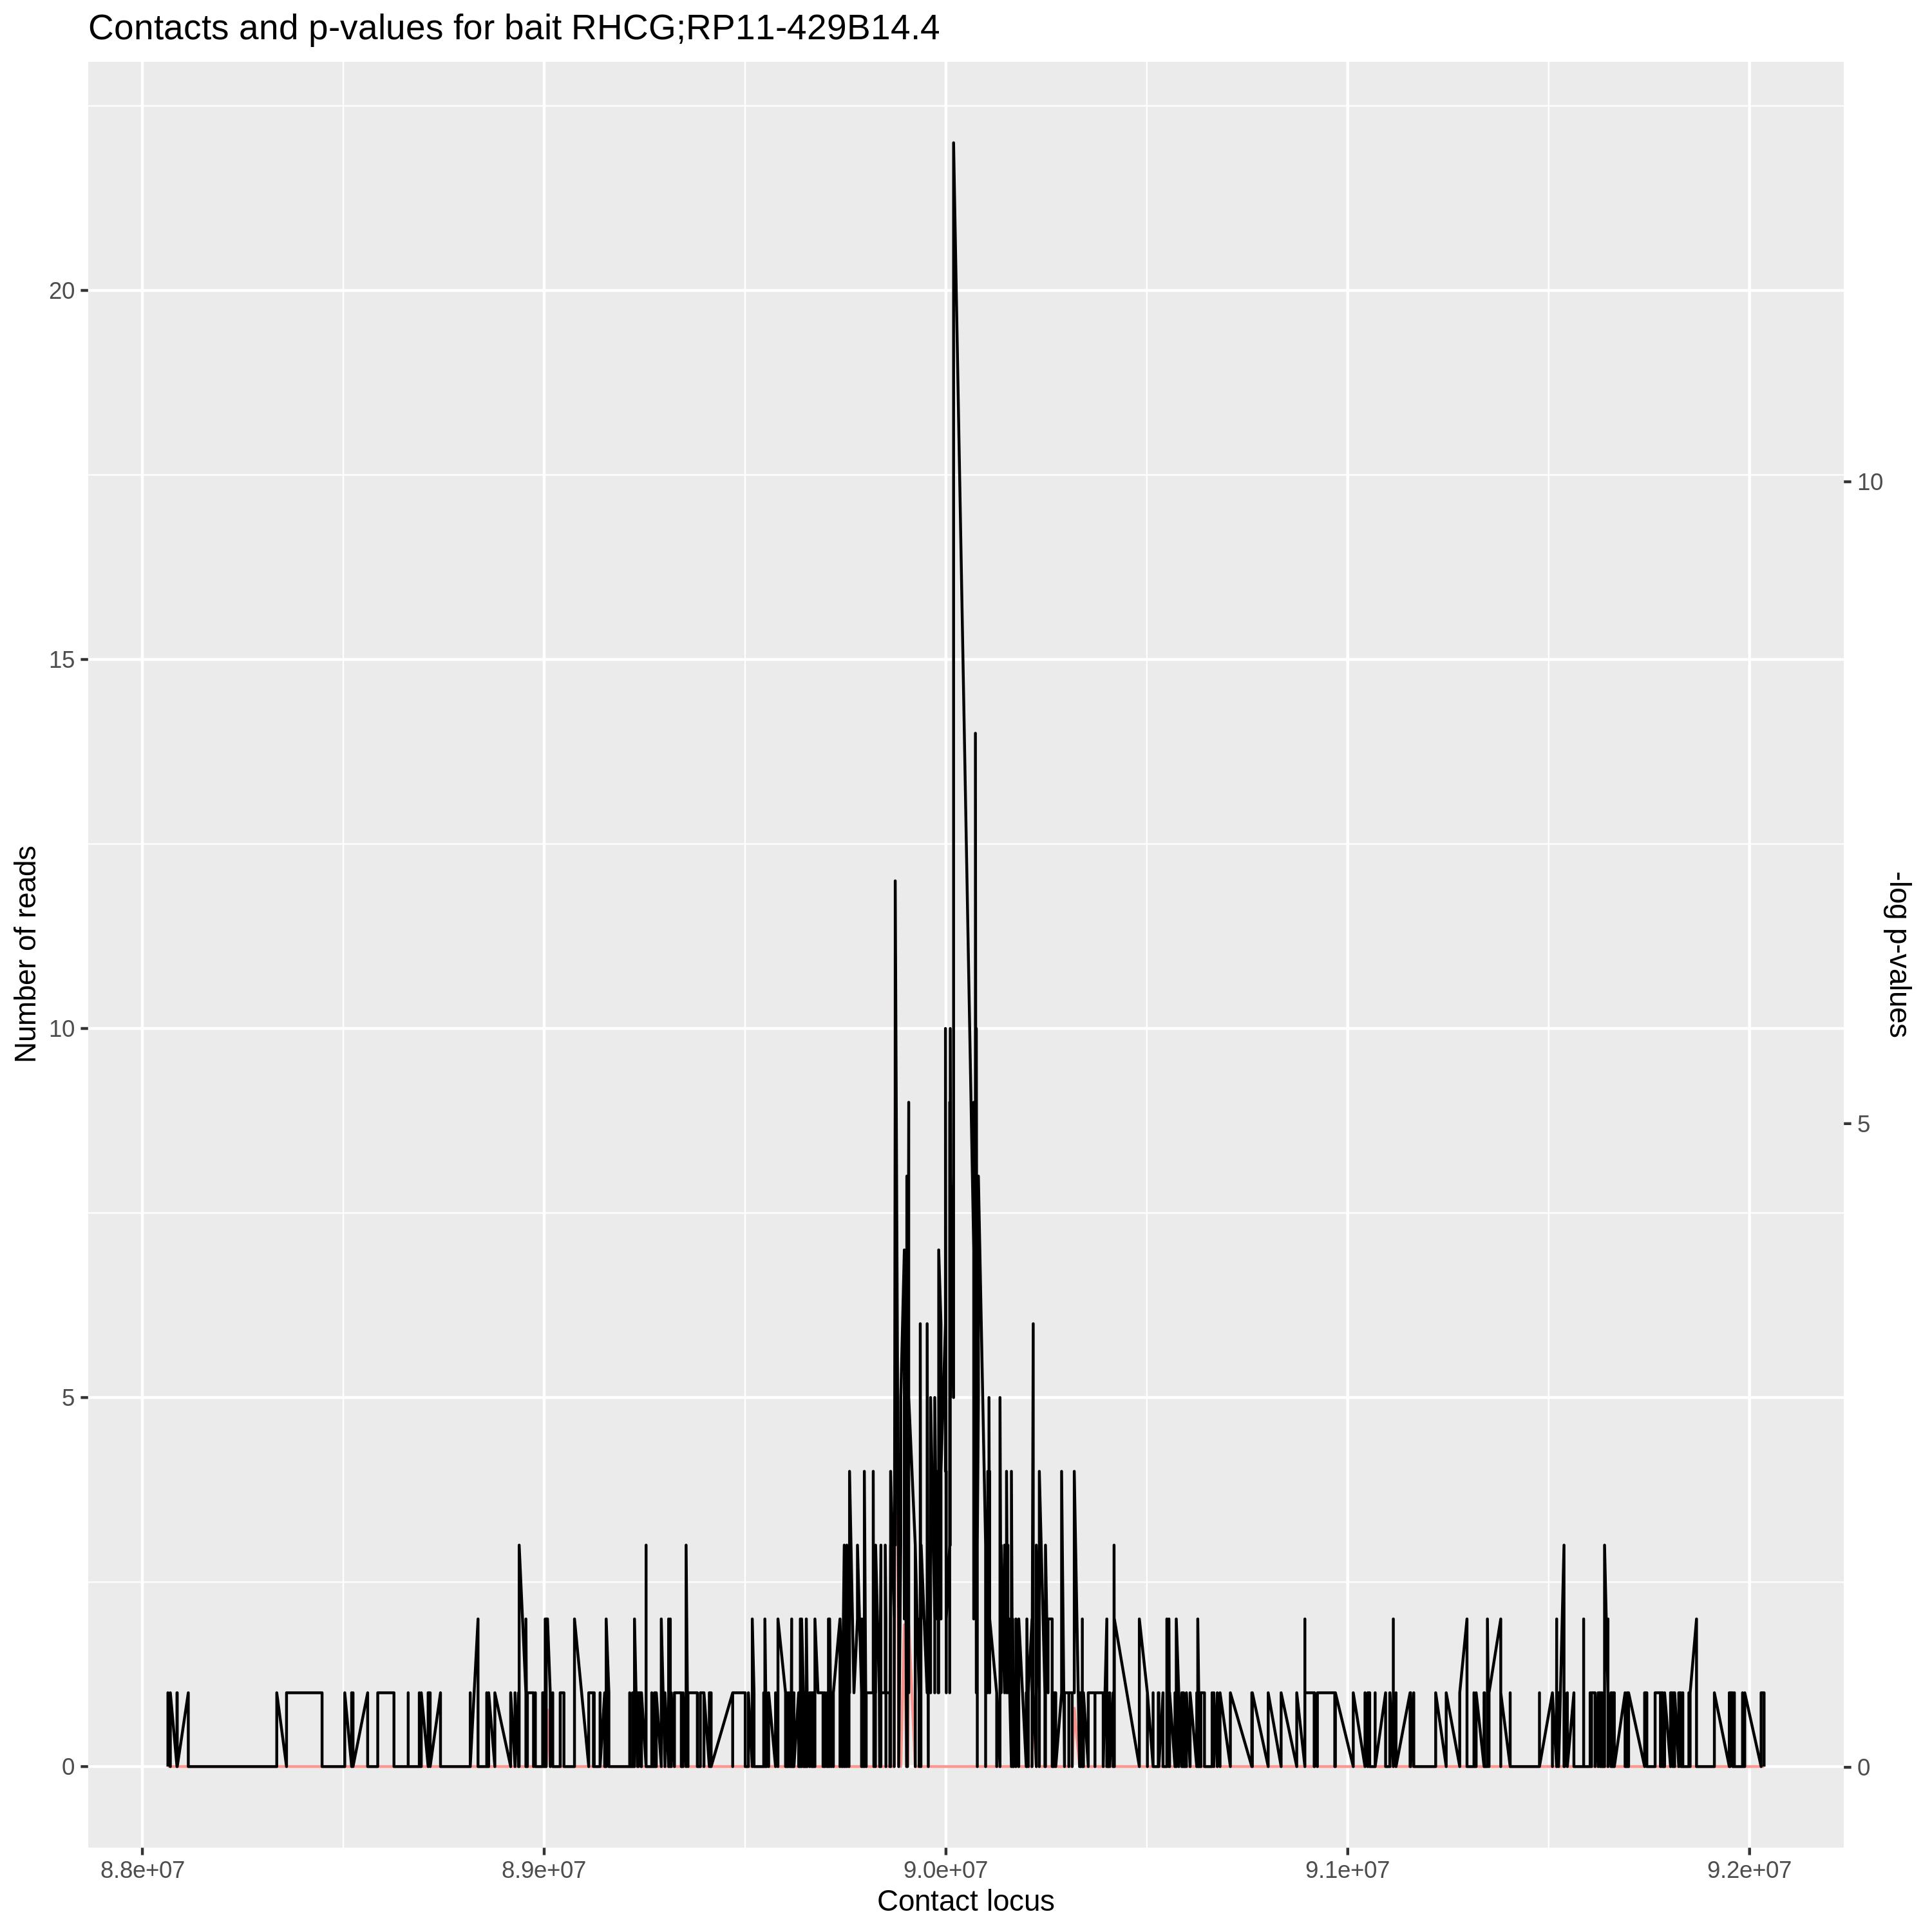 Contacts and p-values for bait RHCG;RP11-429B14.4
20
15
10
5
0
Number of reads
10
5
0
-log p-values
8.8e+07
8.9e+07
9.0e+07
9.1e+07
9.2e+07
Contact locus